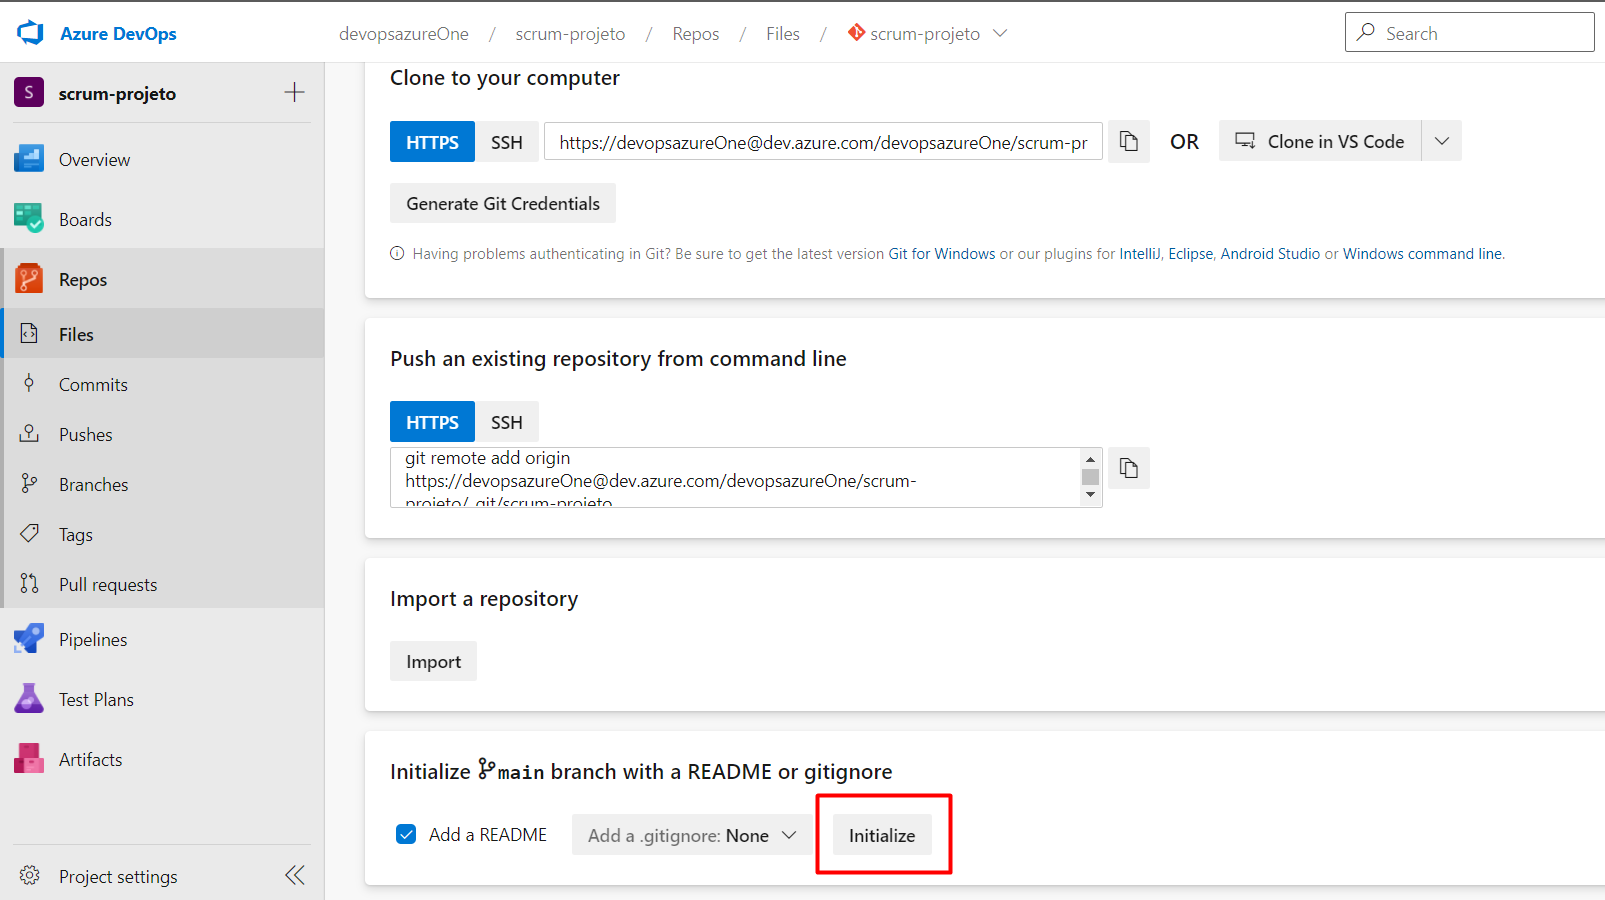 Azure DevOps
devopsazureOne / scrum-projeto / Repos / Files / scrum-projeto
Search
S scrum-projeto
Overview
Boards
Repos
Files
Commits
Pushes
Branches
Tags
Pull requests
Pipelines
Test Plans
Artifacts
Project settings
Clone to your computer
HTTPS SSH https://devopsazureOne@dev.azure.com/devopsazureOne/scrum-pr OR Clone in VS Code
Generate Git Credentials
Having problems authenticating in Git? Be sure to get the latest version Git for Windows or our plugins for IntelliJ, Eclipse, Android Studio or Windows command line.
Push an existing repository from command line
HTTPS SSH
git remote add origin
https://devopsazureOne@dev.azure.com/devopsazureOne/scrum-
projeto/_git/scrum-projeto
Import a repository
Import
Initialize main branch with a README or gitignore
Add a README Add a .gitignore: None Initialize